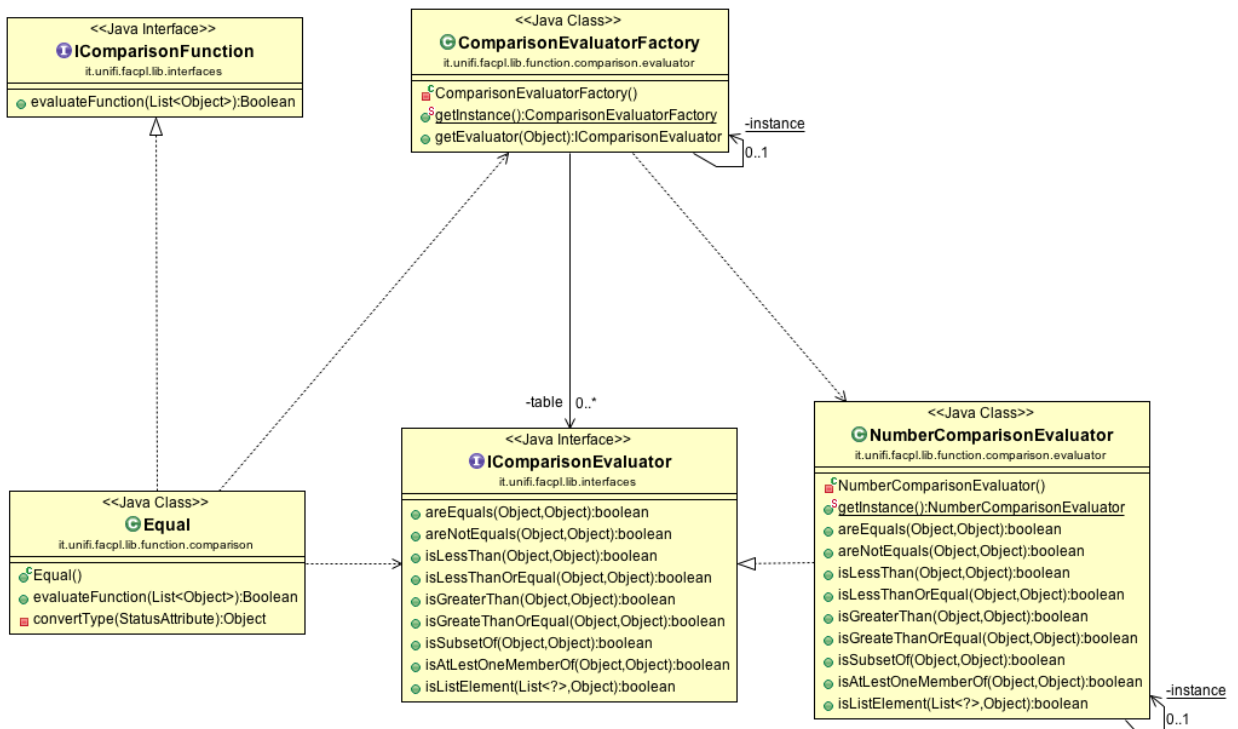 <<Java Interface>>
IComparisonFunction
it.unifi.facpl.lib.interfaces
evaluateFunction(List<Object>):Boolean
<<Java Class>>
ComparisonEvaluatorFactory
it.unifi.facpl.lib.function.comparison.evaluator
ComparisonEvaluatorFactory()
getInstance():ComparisonEvaluatorFactory
getEvaluator(Object):IComparisonEvaluator
-instance
0..1
-table 0..*
<<Java Class>>
Equal
it.unifi.facpl.lib.function.comparison
Equal()
evaluateFunction(List<Object>):Boolean
convertType(StatusAttribute):Object
<<Java Interface>>
IComparisonEvaluator
it.unifi.facpl.lib.interfaces
areEquals(Object,Object):boolean
areNotEquals(Object,Object):boolean
isLessThan(Object,Object):boolean
isLessThanOrEqual(Object,Object):boolean
isGreaterThan(Object,Object):boolean
isGreateThanOrEqual(Object,Object):boolean
isSubsetOf(Object,Object):boolean
isAtLestOneMemberOf(Object,Object):boolean
isListElement(List<?>,Object):boolean
<<Java Class>>
NumberComparisonEvaluator
it.unifi.facpl.lib.function.comparison.evaluator
NumberComparisonEvaluator()
getInstance():NumberComparisonEvaluator
areEquals(Object,Object):boolean
areNotEquals(Object,Object):boolean
isLessThan(Object,Object):boolean
isLessThanOrEqual(Object,Object):boolean
isGreaterThan(Object,Object):boolean
isGreateThanOrEqual(Object,Object):boolean
isSubsetOf(Object,Object):boolean
isAtLestOneMemberOf(Object,Object):boolean
isListElement(List<?>,Object):boolean
-instance
0..1